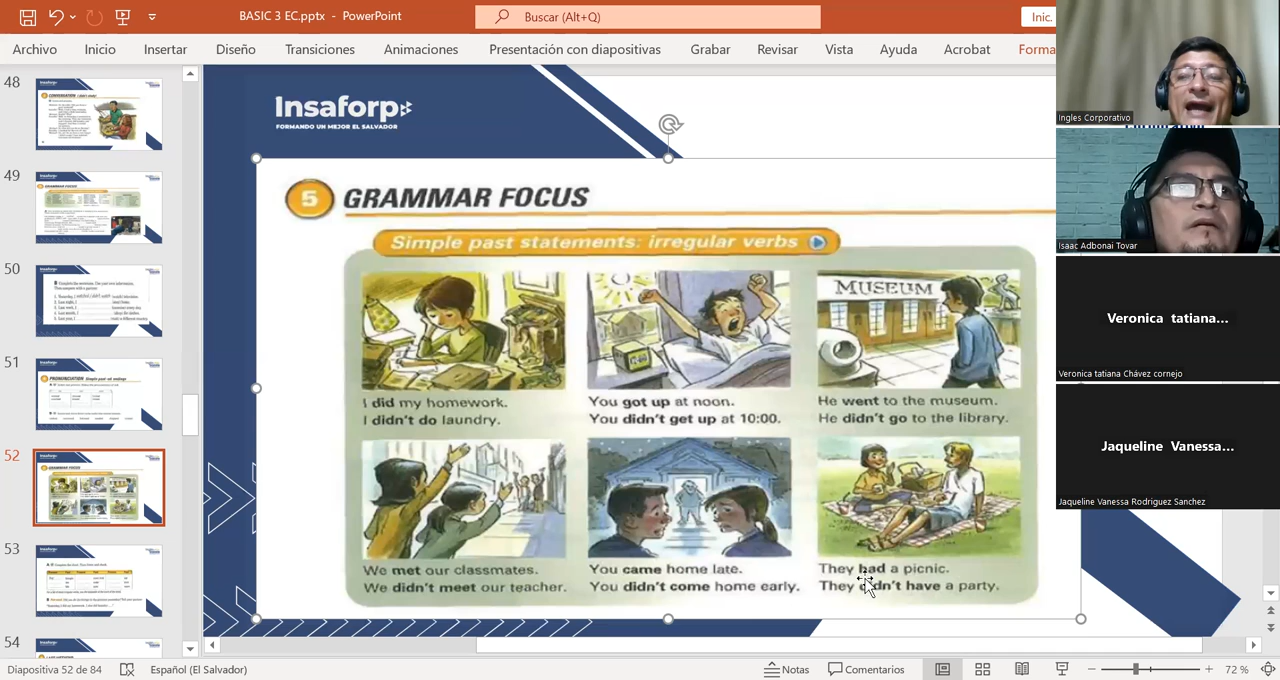 BASIC 3 EC.pptx - PowerPoint
Buscar (Alt+Q)
Inic.
Archivo Inicio Insertar Diseño Transiciones Animaciones Presentación con diapositivas Grabar Revisar Vista Ayuda Acrobat Forma
48
49
50
51
52
53
54
Insaforp
FORMANDO UN MEJOR EL SALVADOR
5 GRAMMAR FOCUS
Simple past statements: irregular verbs
MUSEUM
I did my homework.
I didn't do laundry.
You got up at noon.
You didn't get up at 10:00.
He went to the museum.
He didn't go to the library.
We met our classmates.
We didn't meet our teacher.
You came home late.
You didn't come home early.
They had a picnic.
They didn't have a party.
Ingles Corporativo
Isaac Adbonai Tovar
Veronica tatiana...
Veronica tatiana Chávez cornejo
Jaqueline Vanessa...
Jaqueline Vanessa Rodriguez Sanchez
Diapositiva 52 de 84
Español (El Salvador)
Notas
Comentarios
72 %